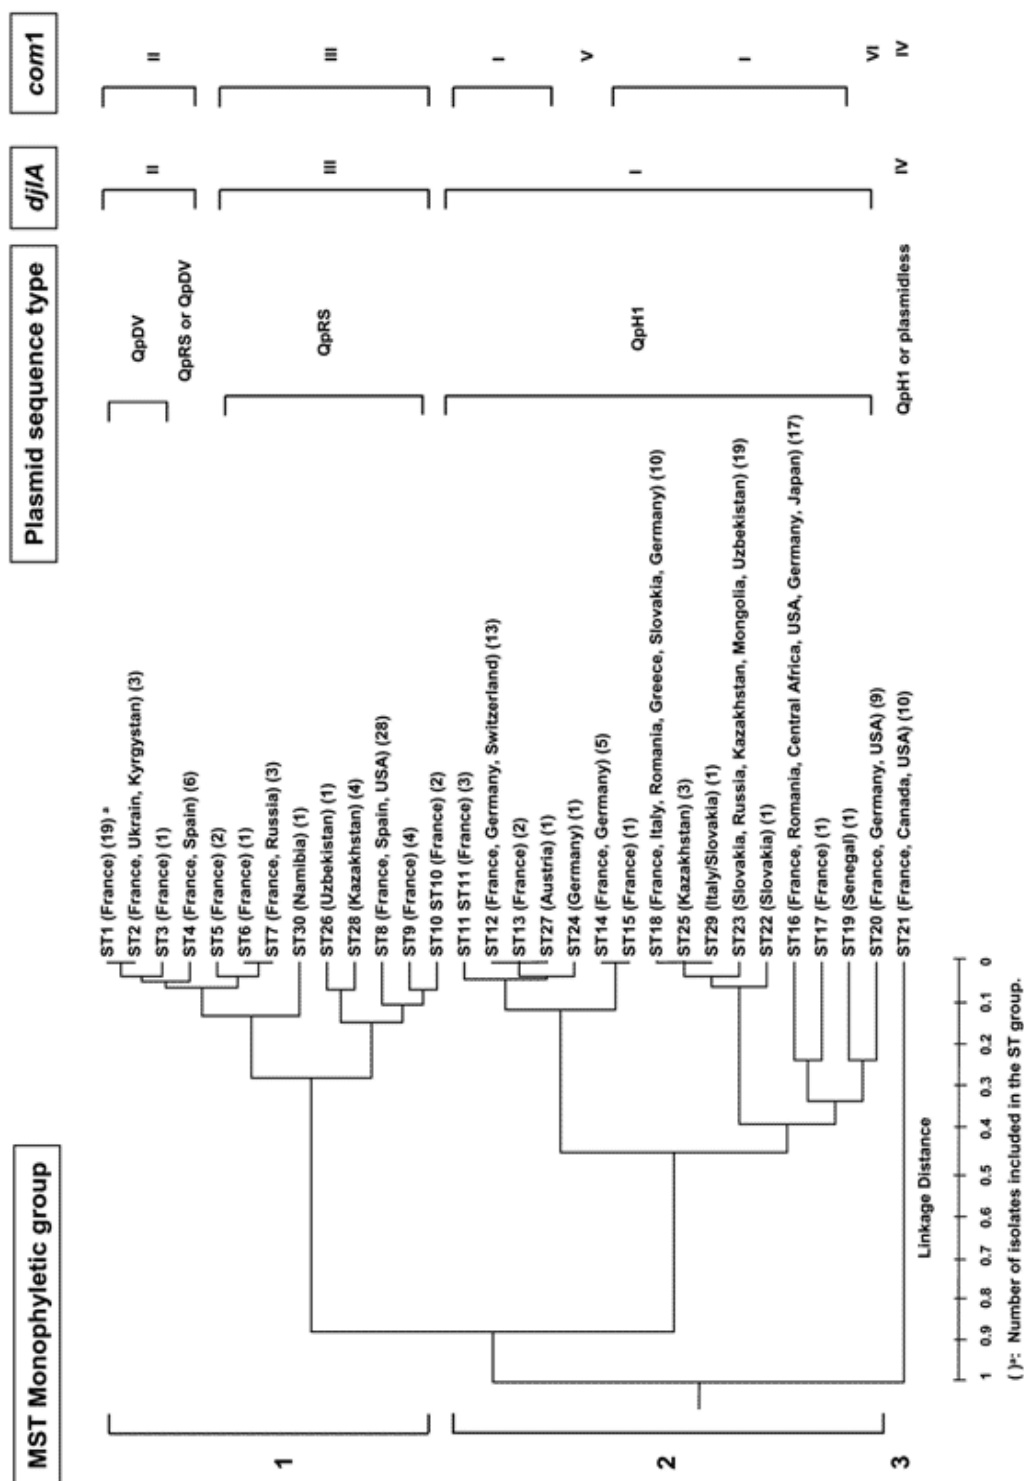 MST Monophyletic group
Plasmid sequence type
djlA
com1
1
2
3
ST1 (France) (19) a
ST2 (France, Ukrain, Kyrgystan) (3)
ST3 (France) (1)
ST4 (France, Spain) (6)
ST5 (France) (2)
ST6 (France) (1)
ST7 (France, Russia) (3)
ST30 (Namibia) (1)
ST26 (Uzbekistan) (1)
ST28 (Kazakhstan) (4)
ST8 (France, Spain, USA) (28)
ST9 (France) (4)
ST10 ST10 (France) (2)
ST11 ST11 (France) (3)
ST12 (France, Germany, Switzerland) (13)
ST13 (France) (2)
ST27 (Austria) (1)
ST24 (Germany) (1)
ST14 (France, Germany) (5)
ST15 (France) (1)
ST18 (France, Italy, Romania, Greece, Slovakia, Germany) (10)
ST25 (Kazakhstan) (3)
ST29 (Italy/Slovakia) (1)
ST23 (Slovakia, Russia, Kazakhstan, Mongolia, Uzbekistan) (19)
ST22 (Slovakia) (1)
ST16 (France, Romania, Central Africa, USA, Germany, Japan) (17)
ST17 (France) (1)
ST19 (Senegal) (1)
ST20 (France, Germany, USA) (9)
ST21 (France, Canada, USA) (10)
QpDV
QpRS or QpDV
QpRS
QpH1
QpH1 or plasmidless
II
III
I
IV
II
III
I
V
I
VI
IV
Linkage Distance
1 0.9 0.8 0.7 0.6 0.5 0.4 0.3 0.2 0.1 0
( )a: Number of isolates included in the ST group.